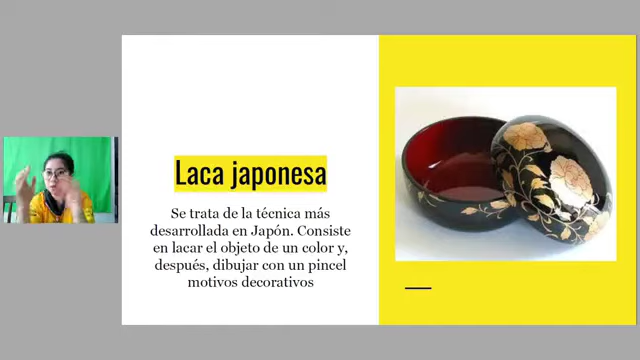 Laca japonesa
Se trata de la técnica más
desarrollada en Japón. Consiste
en lacar el objeto de un color y,
después, dibujar con un pincel
motivos decorativos